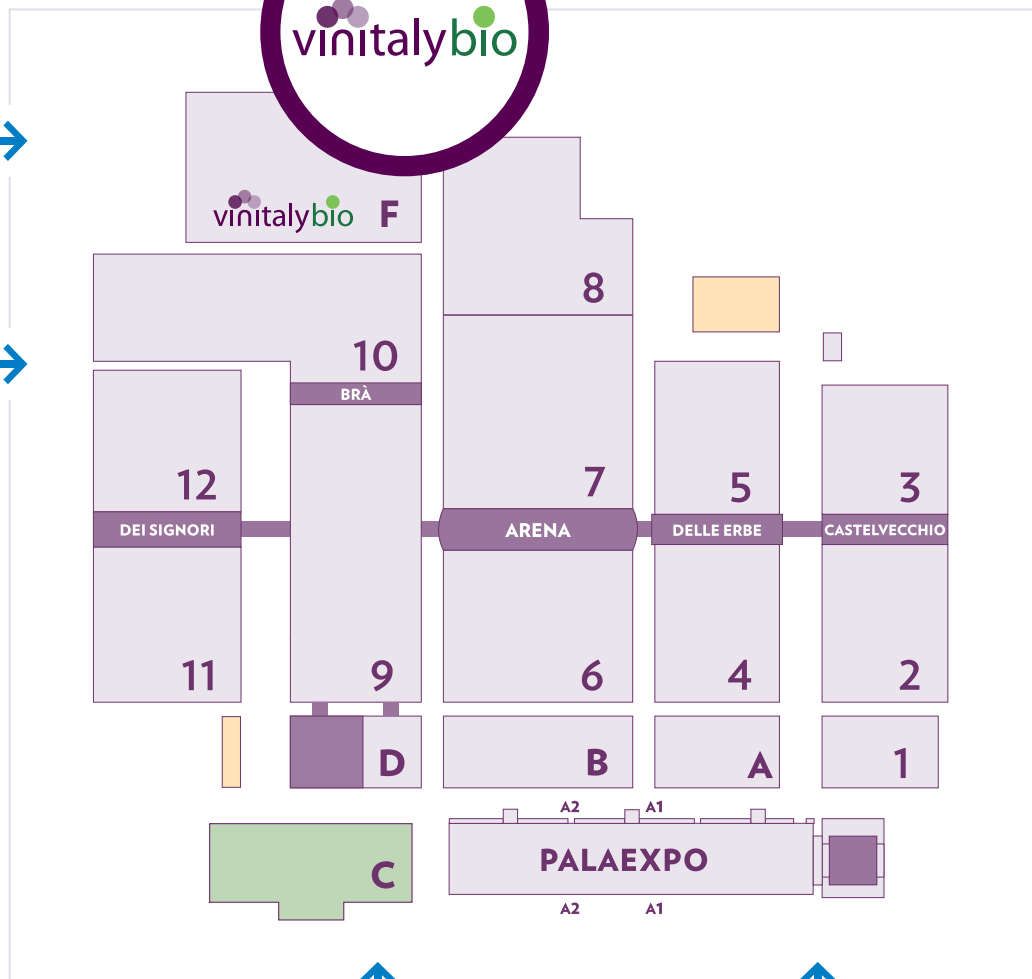 vinitalybio
vinitalybio F
8
10
BRÀ
12
7
5
3
DEI SIGNORI
ARENA
DELLE ERBE
CASTELVECCHIO
11
9
6
4
2
D
B
A
1
A2 A1
PALAEXPO
C
A2 A1